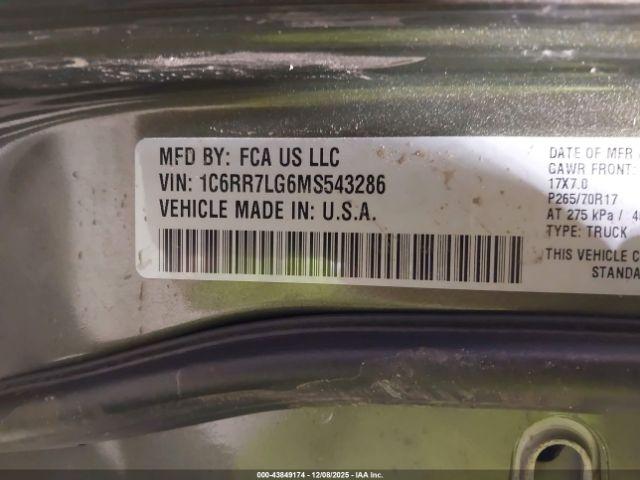 MFD BY: FCA US LLC
VIN: 1C6RR7LG6MS543286
VEHICLE MADE IN: U.S.A.
DATE OF MFR
GAWR FRONT:
17X7.0
P265/70R17
AT 275 kPa /
TYPE: TRUCK
THIS VEHICLE CO
STANDA
000-43849174 - 12/08/2025 - IAA Inc.